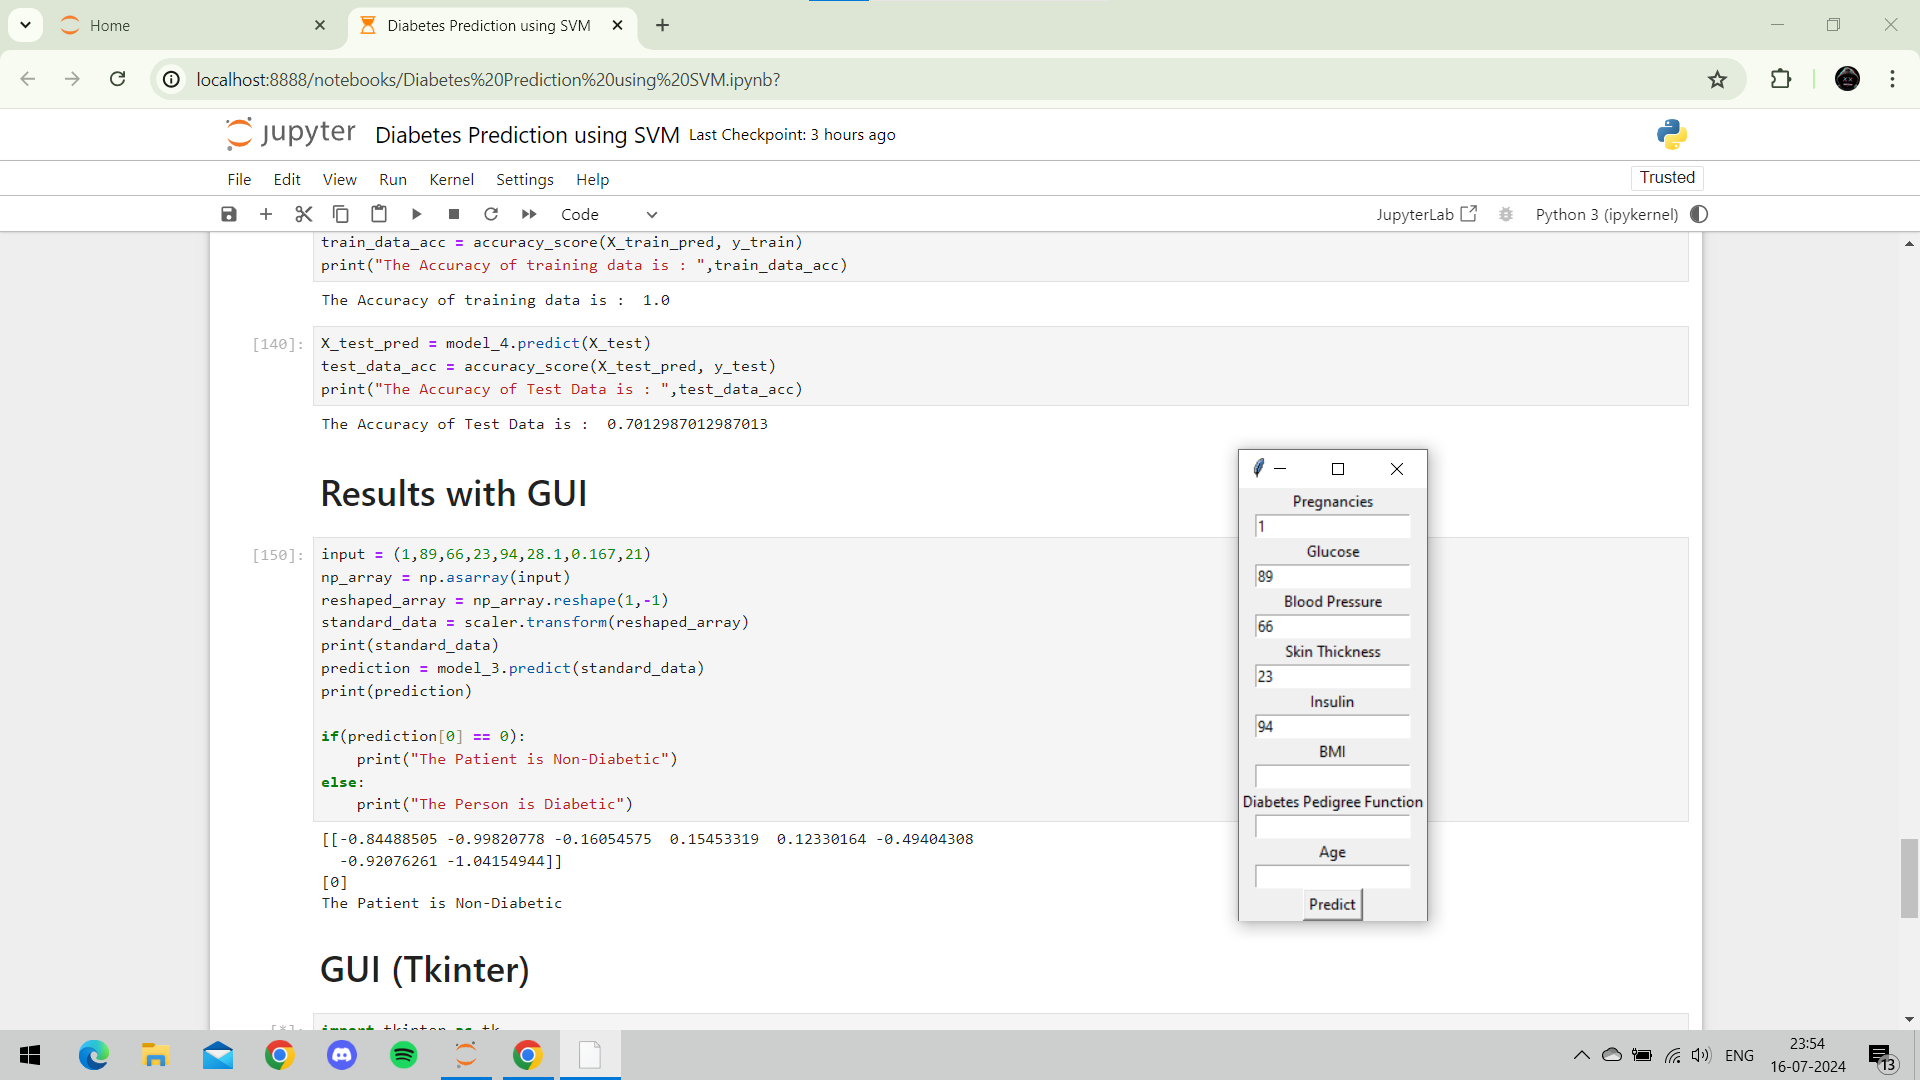 Home
Diabetes Prediction using SVM
localhost:8888/notebooks/Diabetes%20Prediction%20using%20SVM.ipynb?
jupyter Diabetes Prediction using SVM Last Checkpoint: 3 hours ago
File Edit View Run Kernel Settings Help
Trusted
Code
JupyterLab
Python 3 (ipykernel)
train_data_acc = accuracy_score(X_train_pred, y_train)
print("The Accuracy of training data is : ",train_data_acc)
The Accuracy of training data is :  1.0
[140]:
X_test_pred = model_4.predict(X_test)
test_data_acc = accuracy_score(X_test_pred, y_test)
print("The Accuracy of Test Data is : ",test_data_acc)
The Accuracy of Test Data is :  0.7012987012987013
Results with GUI
[150]:
input = (1,89,66,23,94,28.1,0.167,21)
np_array = np.asarray(input)
reshaped_array = np_array.reshape(1,-1)
standard_data = scaler.transform(reshaped_array)
print(standard_data)
prediction = model_3.predict(standard_data)
print(prediction)
if(prediction[0] == 0):
    print("The Patient is Non-Diabetic")
else:
    print("The Person is Diabetic")
[[-0.84488505 -0.99820778 -0.16054575  0.15453319  0.12330164 -0.49404308
  -0.92076261 -1.04154944]]
[0]
The Patient is Non-Diabetic
GUI (Tkinter)
[*]:
import tkinter as tk
Pregnancies
1
Glucose
89
Blood Pressure
66
Skin Thickness
23
Insulin
94
BMI
Diabetes Pedigree Function
Age
Predict
ENG
23:54
16-07-2024
13